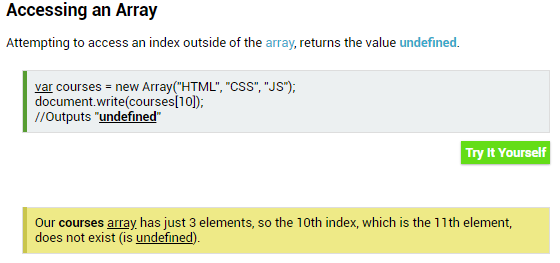 Accessing an Array
Attempting to access an index outside of the array, returns the value undefined.
var courses = new Array("HTML", "CSS", "JS");
document.write(courses[10]);
//Outputs "undefined"
Try It Yourself
Our courses array has just 3 elements, so the 10th index, which is the 11th element,
does not exist (is undefined).